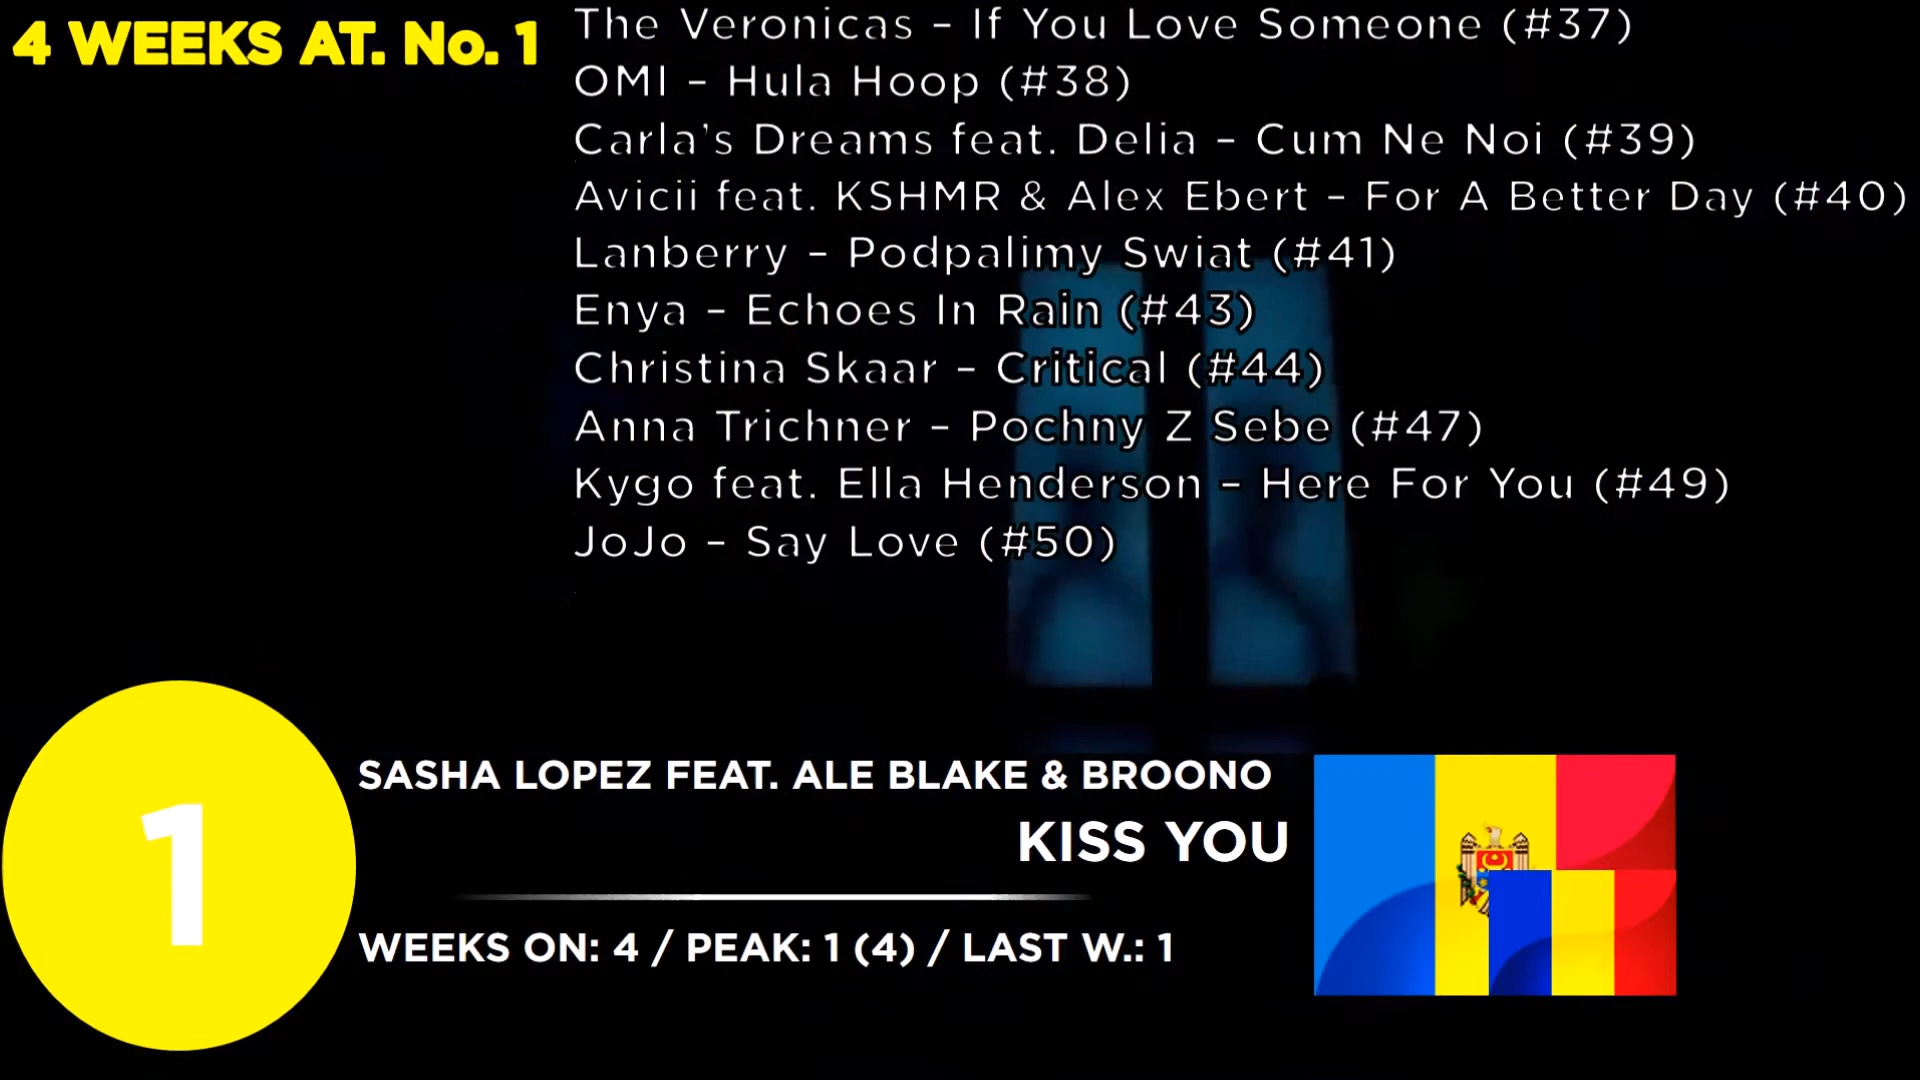 4 WEEKS AT. No. 1
The Veronicas – If You Love Someone (#37)
OMI – Hula Hoop (#38)
Carla's Dreams feat. Delia – Cum Ne Noi (#39)
Avicii feat. KSHMR & Alex Ebert – For A Better Day (#40)
Lanberry – Podpalimy Swiat (#41)
Enya – Echoes In Rain (#43)
Christina Skaar – Critical (#44)
Anna Trichner – Pochny Z Sebe (#47)
Kygo feat. Ella Henderson – Here For You (#49)
JoJo – Say Love (#50)
1
SASHA LOPEZ FEAT. ALE BLAKE & BROONO
KISS YOU
WEEKS ON: 4 / PEAK: 1 (4) / LAST W.: 1